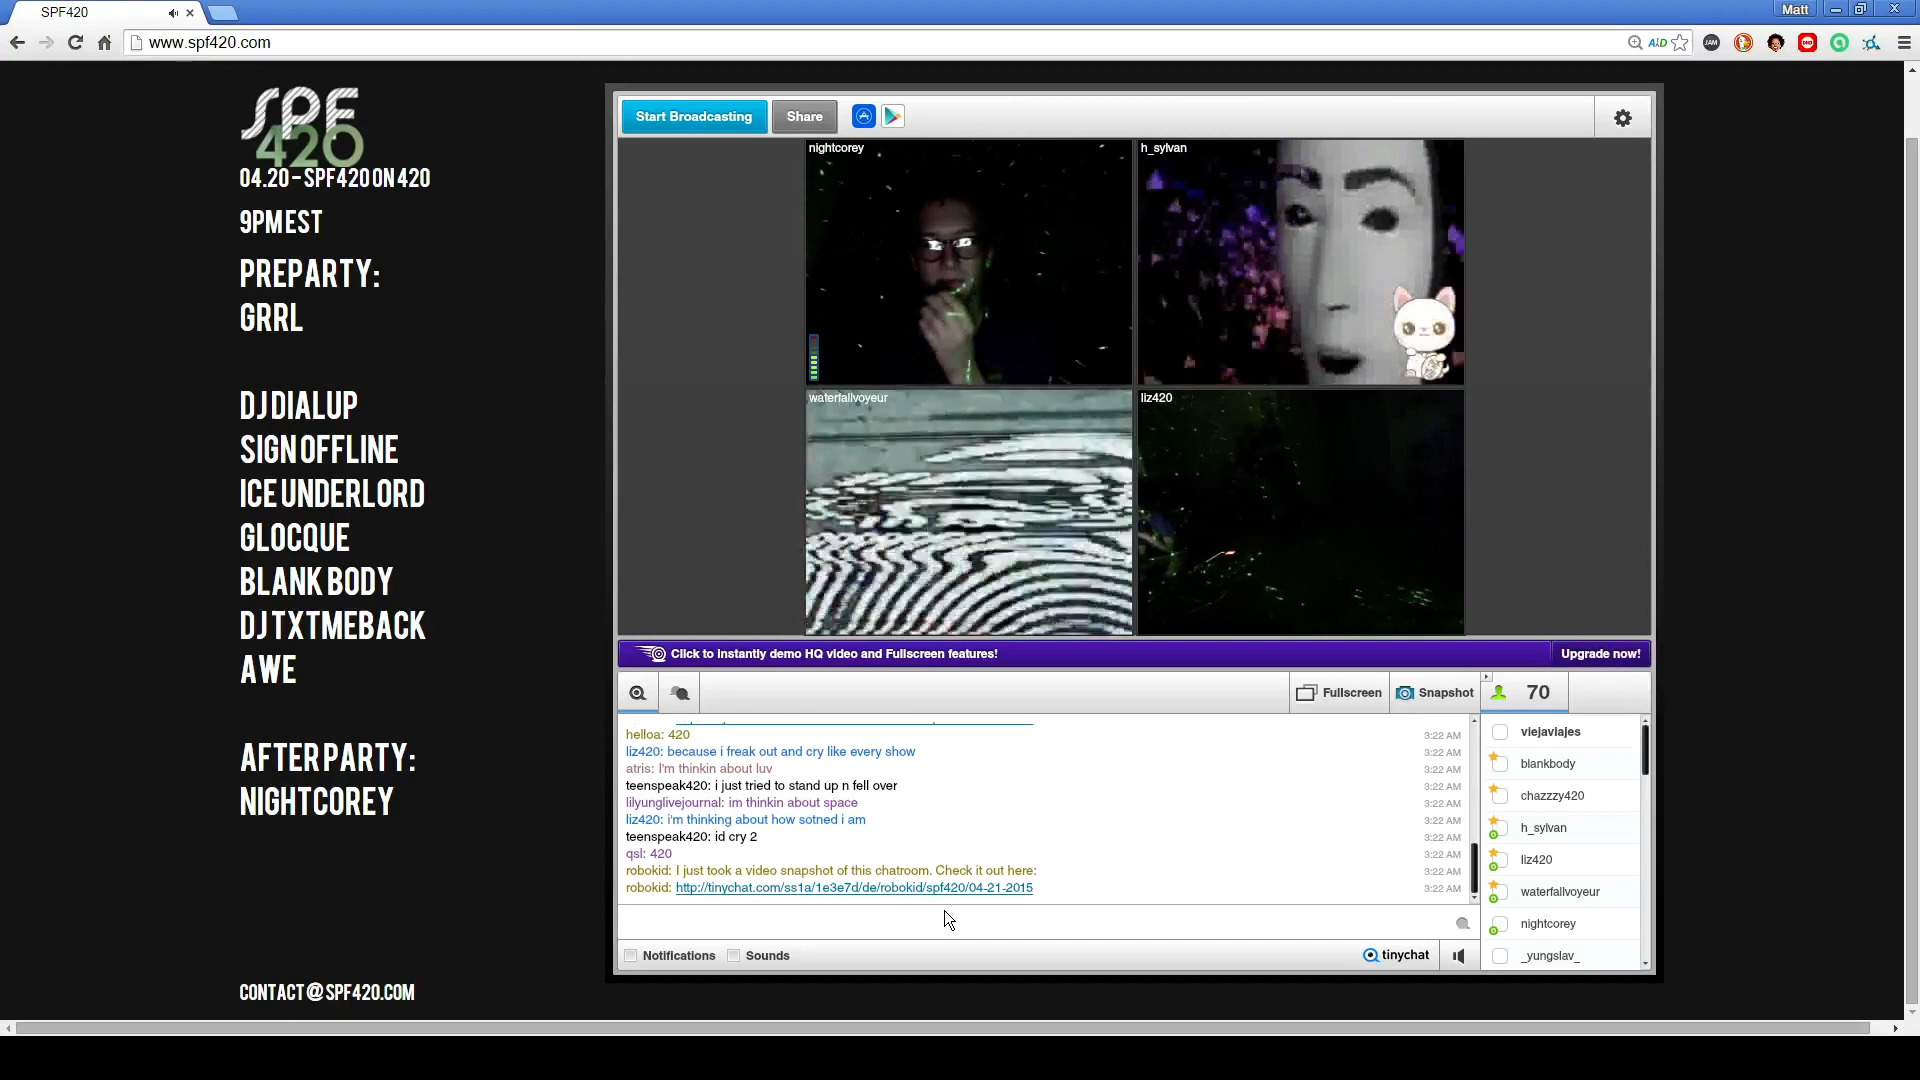 SPF420
Matt
www.spf420.com
SPF
420
04.20 - SPF420 ON 420
9PM EST
PREPARTY:
GRRL
DJ DIALUP
SIGN OFFLINE
ICE UNDERLORD
GLOCQUE
BLANK BODY
DJ TXTMEBACK
AWE
AFTER PARTY:
NIGHTCOREY
CONTACT@SPF420.COM
Start Broadcasting
Share
nightcorey
h_sylvan
waterfallvoyeur
liz420
Click to instantly demo HQ video and Fullscreen features!
Upgrade now!
Fullscreen
Snapshot
70
helloa: 420 3:22 AM
liz420: because i freak out and cry like every show 3:22 AM
atris: I'm thinkin about luv 3:22 AM
teenspeak420: i just tried to stand up n fell over 3:22 AM
lilyunglivejournal: im thinkin about space 3:22 AM
liz420: i'm thinking about how sotned i am 3:22 AM
teenspeak420: id cry 2 3:22 AM
qsl: 420 3:22 AM
robokid: I just took a video snapshot of this chatroom. Check it out here: 3:22 AM
robokid: http://tinychat.com/ss1a/1e3e7d/de/robokid/spf420/04-21-2015 3:22 AM
viejaviajes
blankbody
chazzzy420
h_sylvan
liz420
waterfallvoyeur
nightcorey
_yungslav_
Notifications
Sounds
tinychat